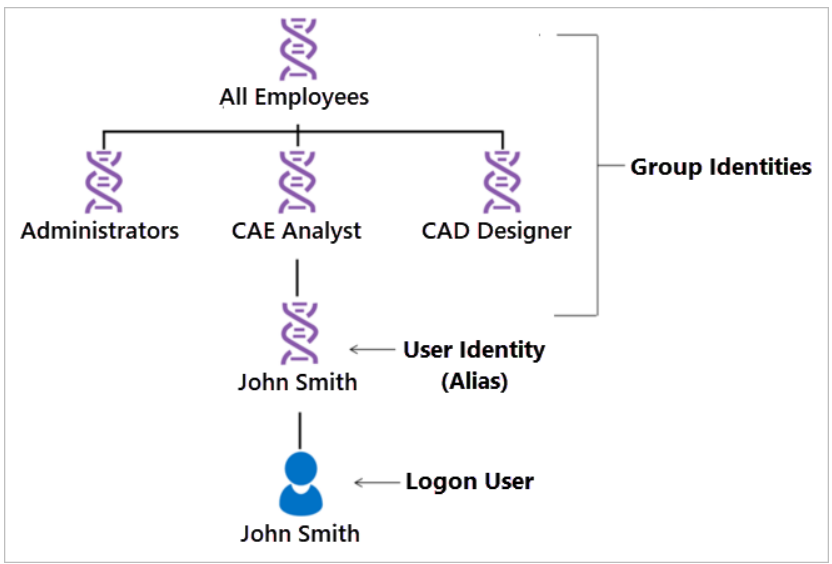 All Employees
Group Identities
Administrators
CAE Analyst
CAD Designer
User Identity
(Alias)
John Smith
Logon User
John Smith